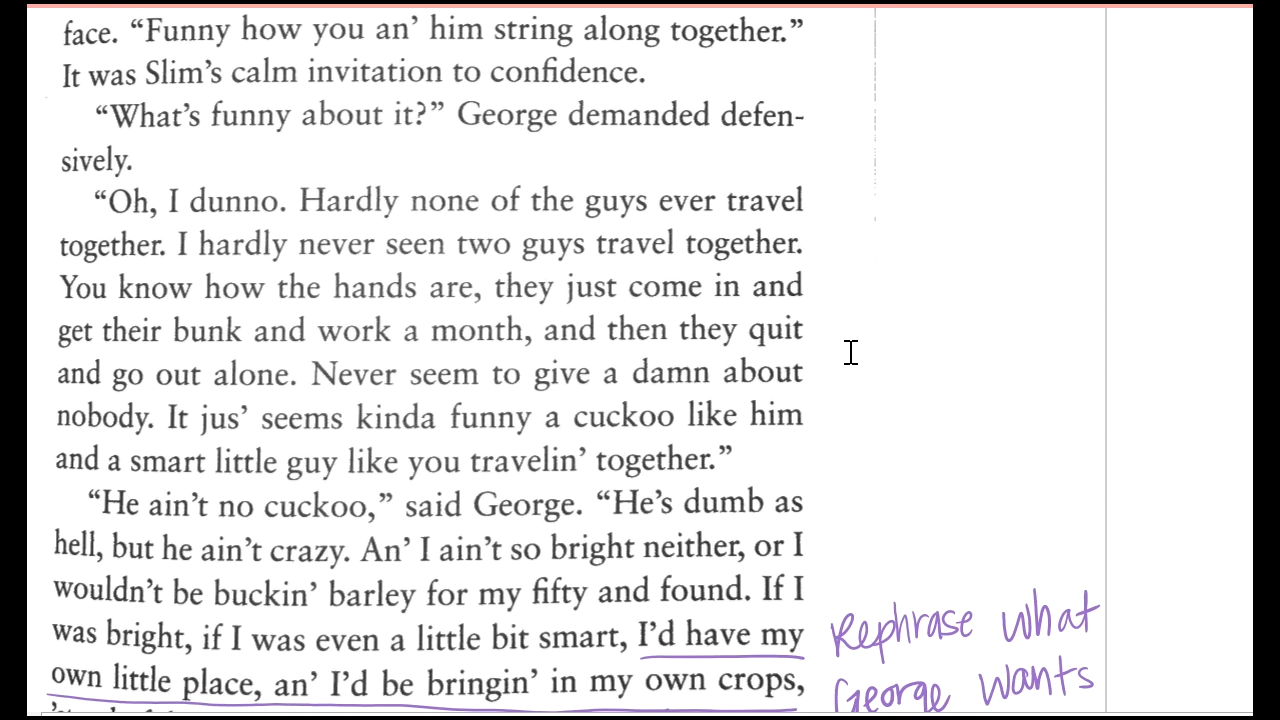 face. “Funny how you an’ him string along together.”
It was Slim’s calm invitation to confidence.
“What’s funny about it?” George demanded defen-
sively.
“Oh, I dunno. Hardly none of the guys ever travel
together. I hardly never seen two guys travel together.
You know how the hands are, they just come in and
get their bunk and work a month, and then they quit
and go out alone. Never seem to give a damn about
nobody. It jus’ seems kinda funny a cuckoo like him
and a smart little guy like you travelin’ together.”
“He ain’t no cuckoo,” said George. “He’s dumb as
hell, but he ain’t crazy. An’ I ain’t so bright neither, or I
wouldn’t be buckin’ barley for my fifty and found. If I
was bright, if I was even a little bit smart, I’d have my
own little place, an’ I’d be bringin’ in my own crops,
Rephrase what
George wants